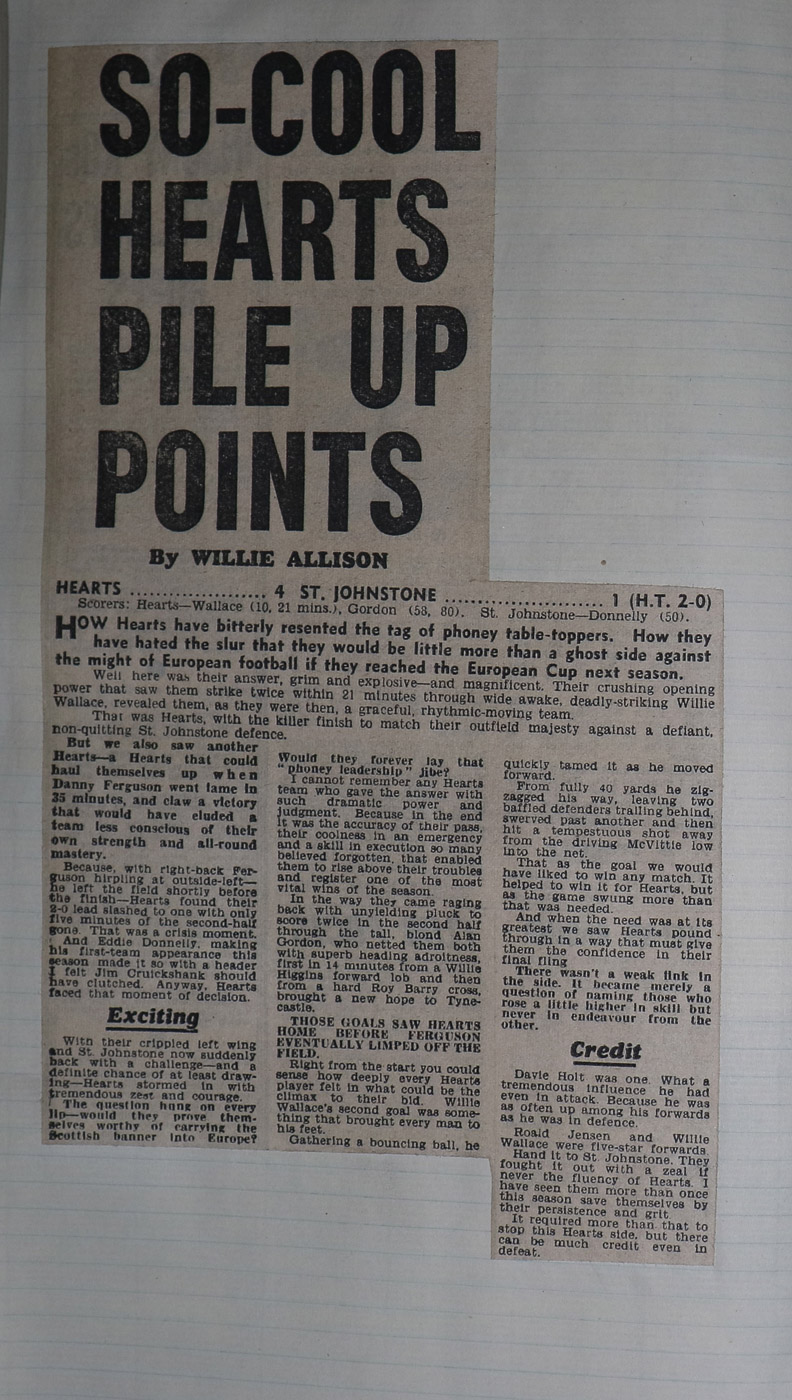 SO-COOL
HEARTS
PILE UP
POINTS
By WILLIE ALLISON
HEARTS .................... 4 ST. JOHNSTONE ........................ 1 (H.T. 2-0)
Scorers: Hearts—Wallace (10, 21 mins.), Gordon (58, 80). St. Johnstone—Donnelly (50).
HOW Hearts have bitterly resented the tag of phoney table-toppers. How they
have hated the slur that they would be little more than a ghost side against
the might of European football if they reached the European Cup next season.
Well here was their answer, grim and explosive—and magnificent. Their crushing opening
power that saw them strike twice within 21 minutes through wide awake, deadly-striking Willie
Wallace, revealed them, as they were then, a graceful, rhythmic-moving team.
That was Hearts, with the killer finish to match their outfield majesty against a defiant,
non-quitting St. Johnstone defence.
But we also saw another
Hearts—a Hearts that could
haul themselves up when
Danny Ferguson went lame in
35 minutes, and claw a victory
that would have eluded a
team less conscious of their
own strength and all-round
mastery.
Because, with right-back Fer-
guson hirpling at outside-left—
he left the field shortly before
the finish—Hearts found their
2-0 lead slashed to one with only
five minutes of the second-half
gone. That was a crisis moment.
And Eddie Donnelly, making
his first-team appearance this
season made it so with a header
I felt Jim Cruickshank should
have clutched. Anyway, Hearts
faced that moment of decision.
Exciting
With their crippled left wing
and St. Johnstone now suddenly
back with a challenge—and a
definite chance of at least draw-
ing—Hearts stormed in with
tremendous zest and courage.
The question hung on every
lip—would they prove them-
selves worthy of carrying the
Scottish banner into Europe?
Would they forever lay that
"phoney leadership" jibe?
I cannot remember any Hearts
team who gave the answer with
such dramatic power and
judgment. Because in the end
it was the accuracy of their pass,
their coolness in an emergency
and a skill in execution so many
believed forgotten, that enabled
them to rise above their troubles
and register one of the most
vital wins of the season.
In the way they came raging
back with unyielding pluck to
score twice in the second half
through the tall, blond Alan
Gordon, who netted them both
with superb heading adroitness,
first in 14 minutes from a Willie
Higgins forward lob and then
from a hard Roy Barry cross,
brought a new hope to Tyne-
castle.
THOSE GOALS SAW HEARTS
HOME BEFORE FERGUSON
EVENTUALLY LIMPED OFF THE
FIELD.
Right from the start you could
sense how deeply every Hearts
player felt in what could be the
climax to their bid. Willie
Wallace's second goal was some-
thing that brought every man to
his feet.
Gathering a bouncing ball, he
quickly tamed it as he moved
forward.
From fully 40 yards he zig-
zagged his way, leaving two
baffled defenders trailing behind,
swerved past another and then
hit a tempestuous shot away
from the driving McVittie low
into the net.
That as the goal we would
have liked to win any match. It
helped to win it for Hearts, but
as the game swung more than
that was needed.
And when the need was at its
greatest we saw Hearts pound
through in a way that must give
them the confidence in their
final fling
There wasn't a weak link in
the side. It became merely a
question of naming those who
rose a little higher in skill but
never in endeavour from the
other.
Credit
Davie Holt was one. What a
tremendous influence he had
even in attack. Because he was
as often up among his forwards
as he was in defence.
Roald Jensen and Willie
Wallace were five-star forwards.
Hand it to St. Johnstone. They
fought it out with a zeal if
never the fluency of Hearts. I
have seen them more than once
this season save themselves by
their persistence and grit.
It required more than that to
stop this Hearts side, but there
can be much credit even in
defeat.